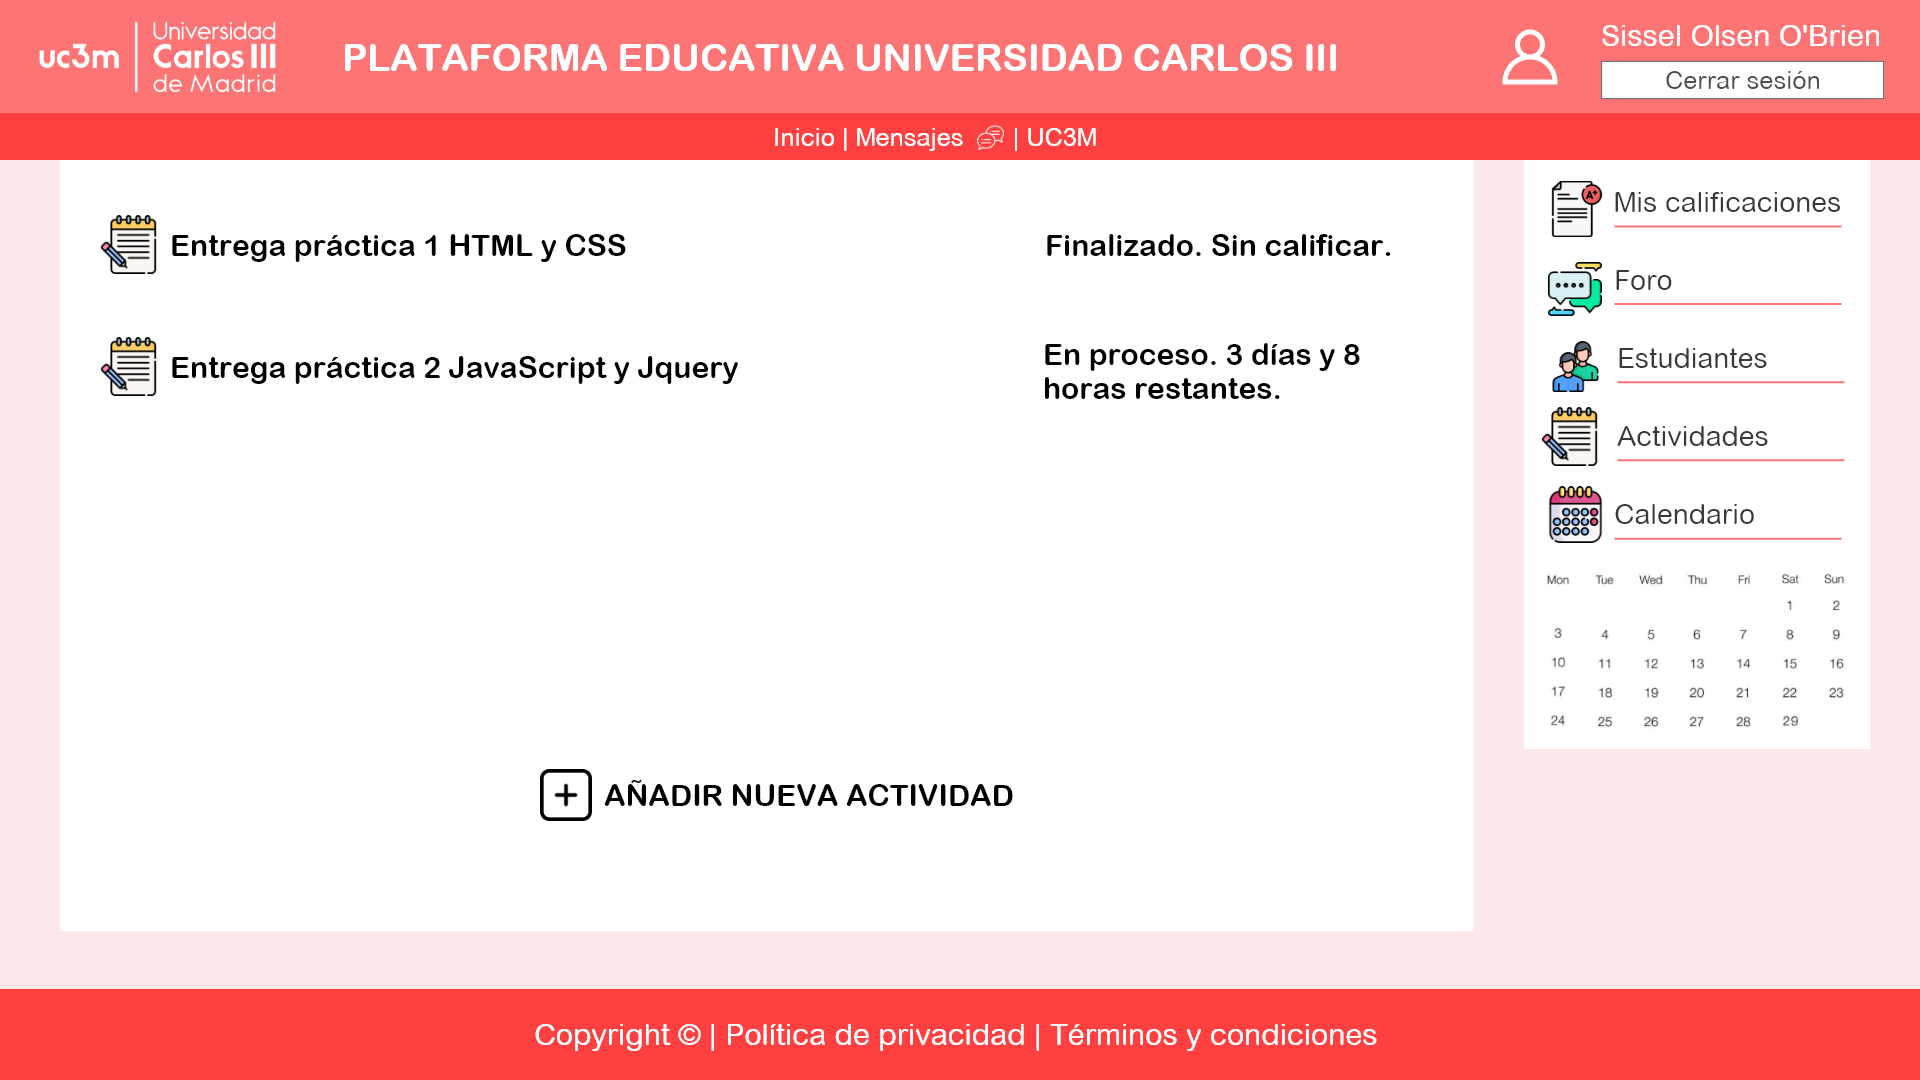 uc3m
Universidad
Carlos III
de Madrid
PLATAFORMA EDUCATIVA UNIVERSIDAD CARLOS III
Sissel Olsen O'Brien
Cerrar sesión
Inicio | Mensajes | UC3M
Entrega práctica 1 HTML y CSS
Finalizado. Sin calificar.
Entrega práctica 2 JavaScript y Jquery
En proceso. 3 días y 8
horas restantes.
AÑADIR NUEVA ACTIVIDAD
A+
Mis calificaciones
Foro
Estudiantes
Actividades
Calendario
Mon Tue Wed Thu Fri Sat Sun
1 2
3 4 5 6 7 8 9
10 11 12 13 14 15 16
17 18 19 20 21 22 23
24 25 26 27 28 29
Copyright © | Política de privacidad | Términos y condiciones